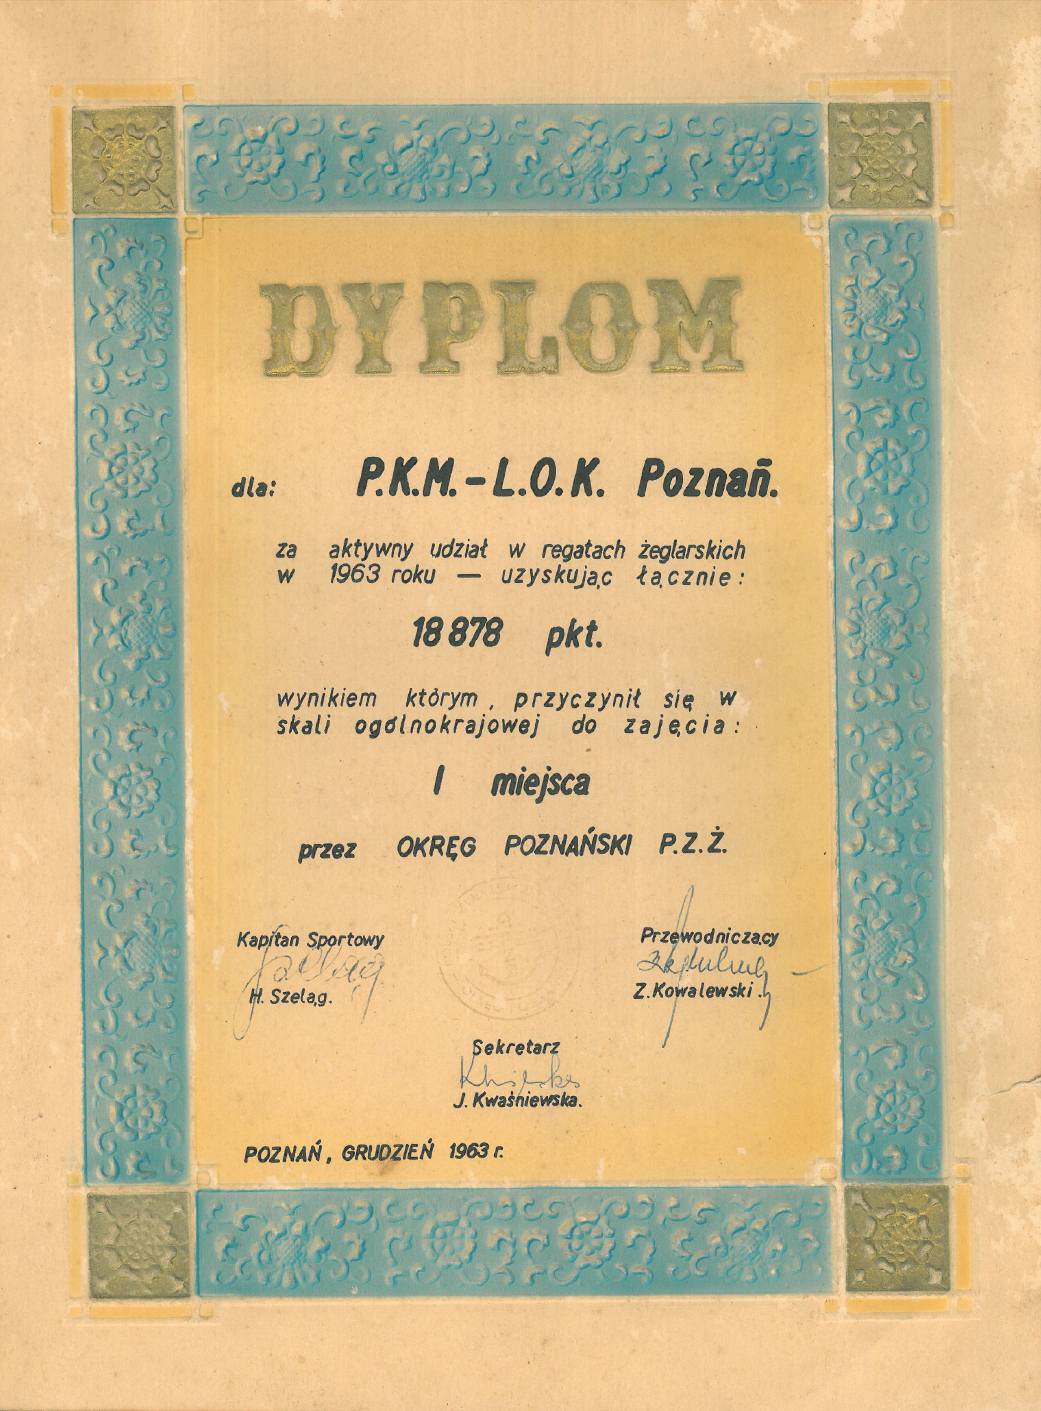 DYPLOM
dla: P.K.M.-L.O.K. Poznań.
za aktywny udział w regatach żeglarskich
w 1963 roku — uzyskując łącznie:
18 878 pkt.
wynikiem którym, przyczynił się w
skali ogólnokrajowej do zajęcia:
I miejsca
przez OKRĘG POZNAŃSKI P.Z.Ż.
Kapitan Sportowy
H. Szeląg.
Przewodniczący
Z. Kowalewski.
Sekretarz
J. Kwaśniewska.
POZNAŃ, GRUDZIEŃ 1963 r.